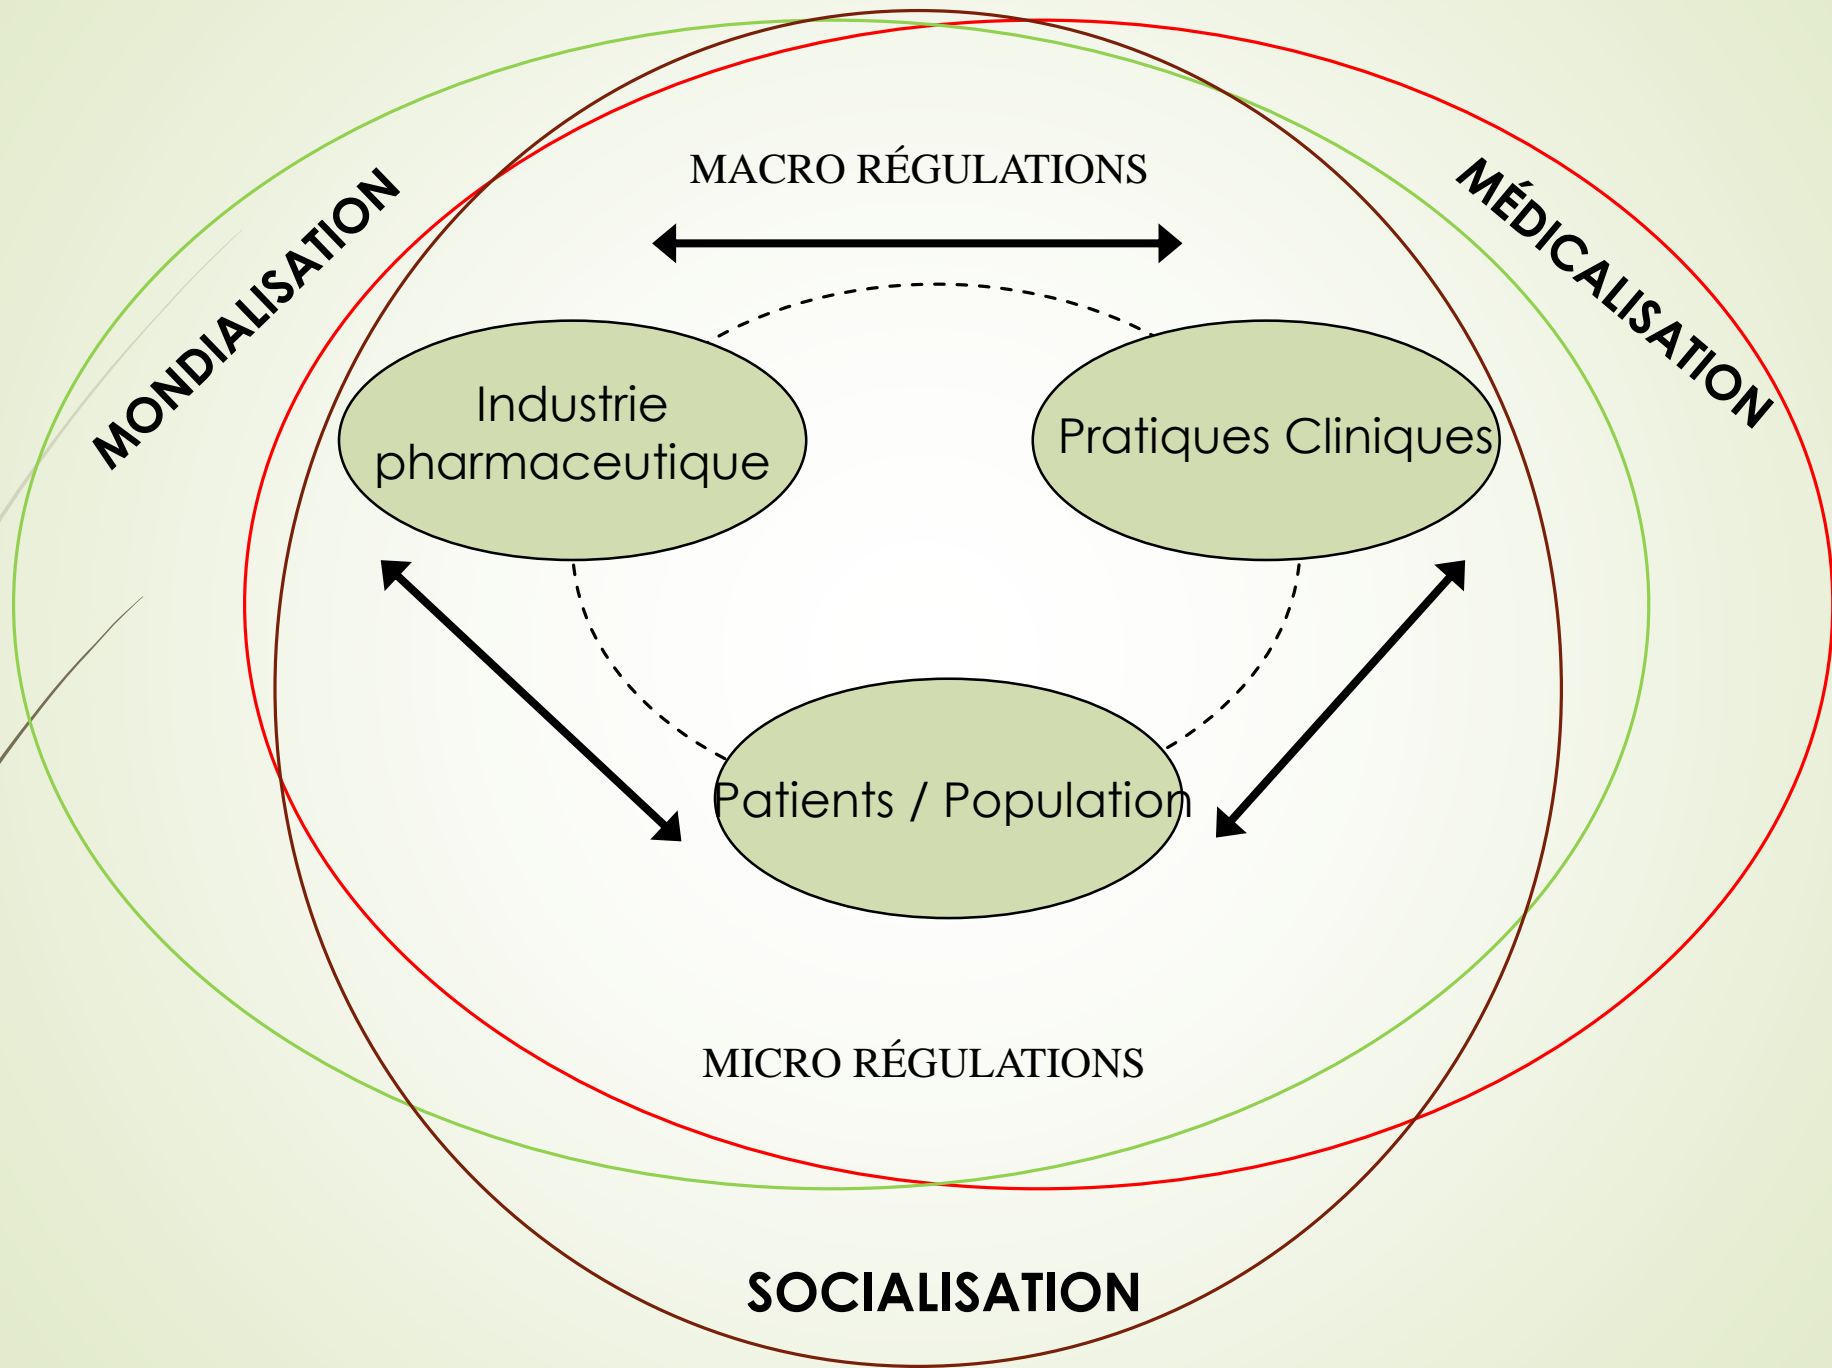 MACRO RÉGULATIONS
MONDIALISATION
MÉDICALISATION
Industrie
pharmaceutique
Pratiques Cliniques
Patients / Population
MICRO RÉGULATIONS
SOCIALISATION